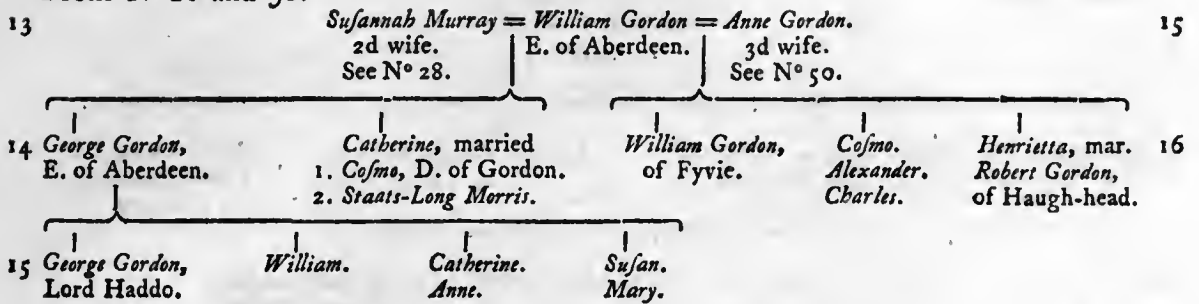 13 Suſannah Murray = William Gordon = Anne Gordon. 15
2d wife. E. of Aberdeen. 3d wife.
See Nº 28. See Nº 50.
14 George Gordon, Catherine, married William Gordon, Coſmo. Henrietta, mar. 16
E. of Aberdeen. 1. Coſmo, D. of Gordon. of Fyvie. Alexander. Robert Gordon,
2. Staats-Long Morris. Charles. of Haugh-head.
15 George Gordon, William. Catherine. Suſan.
Lord Haddo. Anne. Mary.